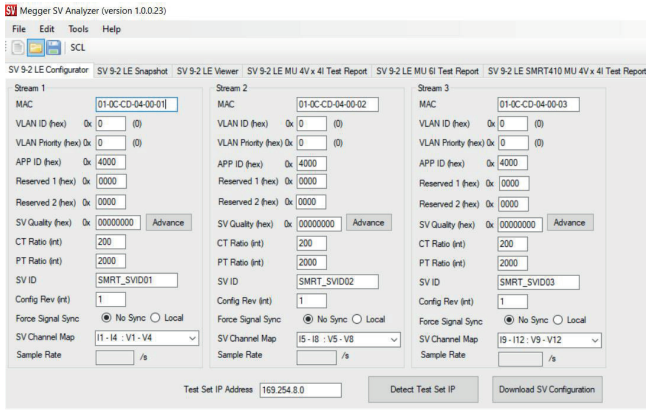 SV Megger SV Analyzer (version 1.0.0.23)
File Edit Tools Help
SCL
SV 9-2 LE Configurator SV 9-2 LE Snapshot SV 9-2 LE Viewer SV 9-2 LE MU 4V x 4I Test Report SV 9-2 LE MU 6I Test Report SV 9-2 LE SMRT410 MU 4V x 4I Test Report
Stream 1
MAC 01-0C-CD-04-00-01
VLAN ID (hex) 0x 0 (0)
VLAN Priority (hex) 0x 0 (0)
APP ID (hex) 0x 4000
Reserved 1 (hex) 0x 0000
Reserved 2 (hex) 0x 0000
SV Quality (hex) 0x 00000000 Advance
CT Ratio (int) 200
PT Ratio (int) 2000
SV ID SMRT_SVID01
Config Rev (int) 1
Force Signal Sync No Sync Local
SV Channel Map I1 - I4 : V1 - V4
Sample Rate /s
Stream 2
MAC 01-0C-CD-04-00-02
VLAN ID (hex) 0x 0 (0)
VLAN Priority (hex) 0x 0 (0)
APP ID (hex) 0x 4000
Reserved 1 (hex) 0x 0000
Reserved 2 (hex) 0x 0000
SV Quality (hex) 0x 00000000 Advance
CT Ratio (int) 200
PT Ratio (int) 2000
SV ID SMRT_SVID02
Config Rev (int) 1
Force Signal Sync No Sync Local
SV Channel Map I5 - I8 : V5 - V8
Sample Rate /s
Stream 3
MAC 01-0C-CD-04-00-03
VLAN ID (hex) 0x 0 (0)
VLAN Priority (hex) 0x 0 (0)
APP ID (hex) 0x 4000
Reserved 1 (hex) 0x 0000
Reserved 2 (hex) 0x 0000
SV Quality (hex) 0x 00000000 Advance
CT Ratio (int) 200
PT Ratio (int) 2000
SV ID SMRT_SVID03
Config Rev (int) 1
Force Signal Sync No Sync Local
SV Channel Map I9 - I12 : V9 - V12
Sample Rate /s
Test Set IP Address 169.254.8.0 Detect Test Set IP Download SV Configuration